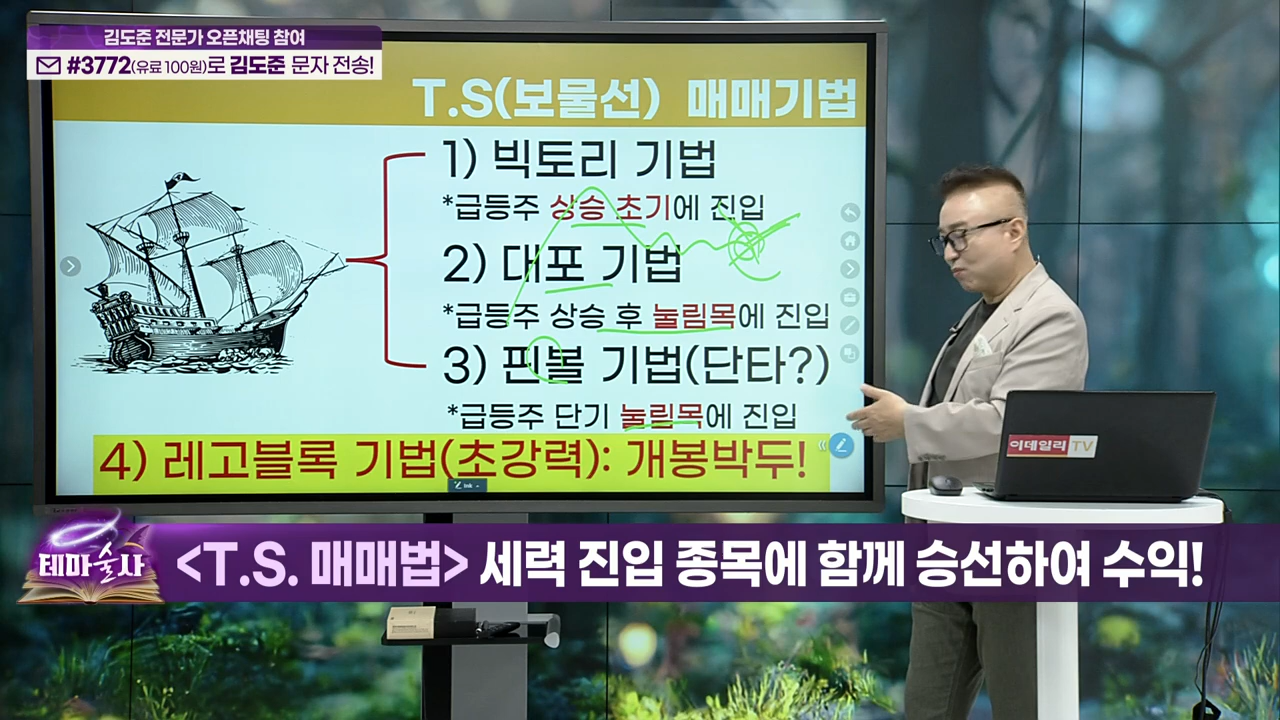 김도준 전문가 오픈채팅 참여
#3772(유료 100원)로 김도준 문자 전송!
T.S(보물선) 매매기법
1) 빅토리 기법
*급등주 상승 초기에 진입
2) 대포 기법
*급등주 상승 후 눌림목에 진입
3) 핀볼 기법(단타?)
*급등주 단기 눌림목에 진입
4) 레고블록 기법(초강력): 개봉박두!
ink
이데일리 TV
테마술사
<T.S. 매매법> 세력 진입 종목에 함께 승선하여 수익!